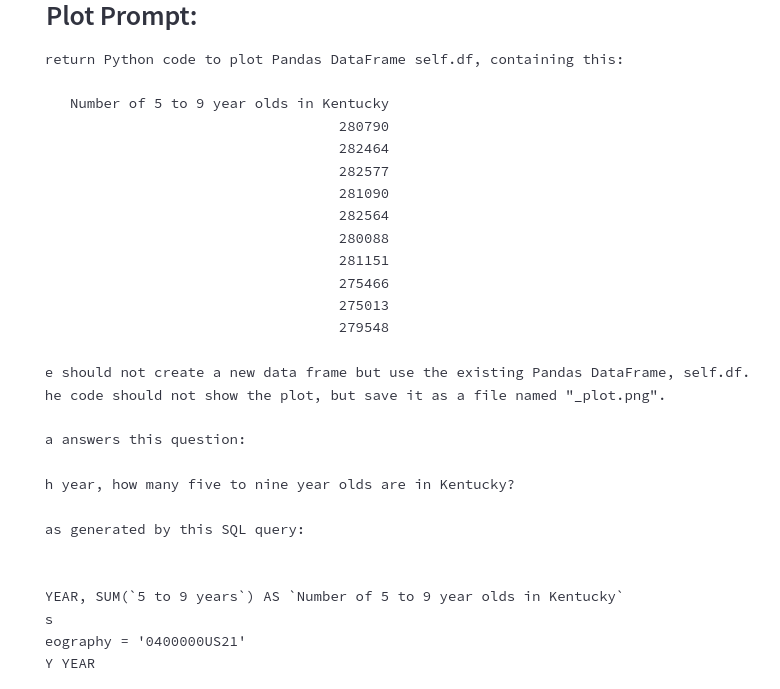 Plot Prompt:
return Python code to plot Pandas DataFrame self.df, containing this:
Number of 5 to 9 year olds in Kentucky
280790
282464
282577
281090
282564
280088
281151
275466
275013
279548
e should not create a new data frame but use the existing Pandas DataFrame, self.df.
he code should not show the plot, but save it as a file named "_plot.png".
a answers this question:
h year, how many five to nine year olds are in Kentucky?
as generated by this SQL query:
YEAR, SUM(`5 to 9 years`) AS `Number of 5 to 9 year olds in Kentucky`
s
eography = '0400000US21'
Y YEAR